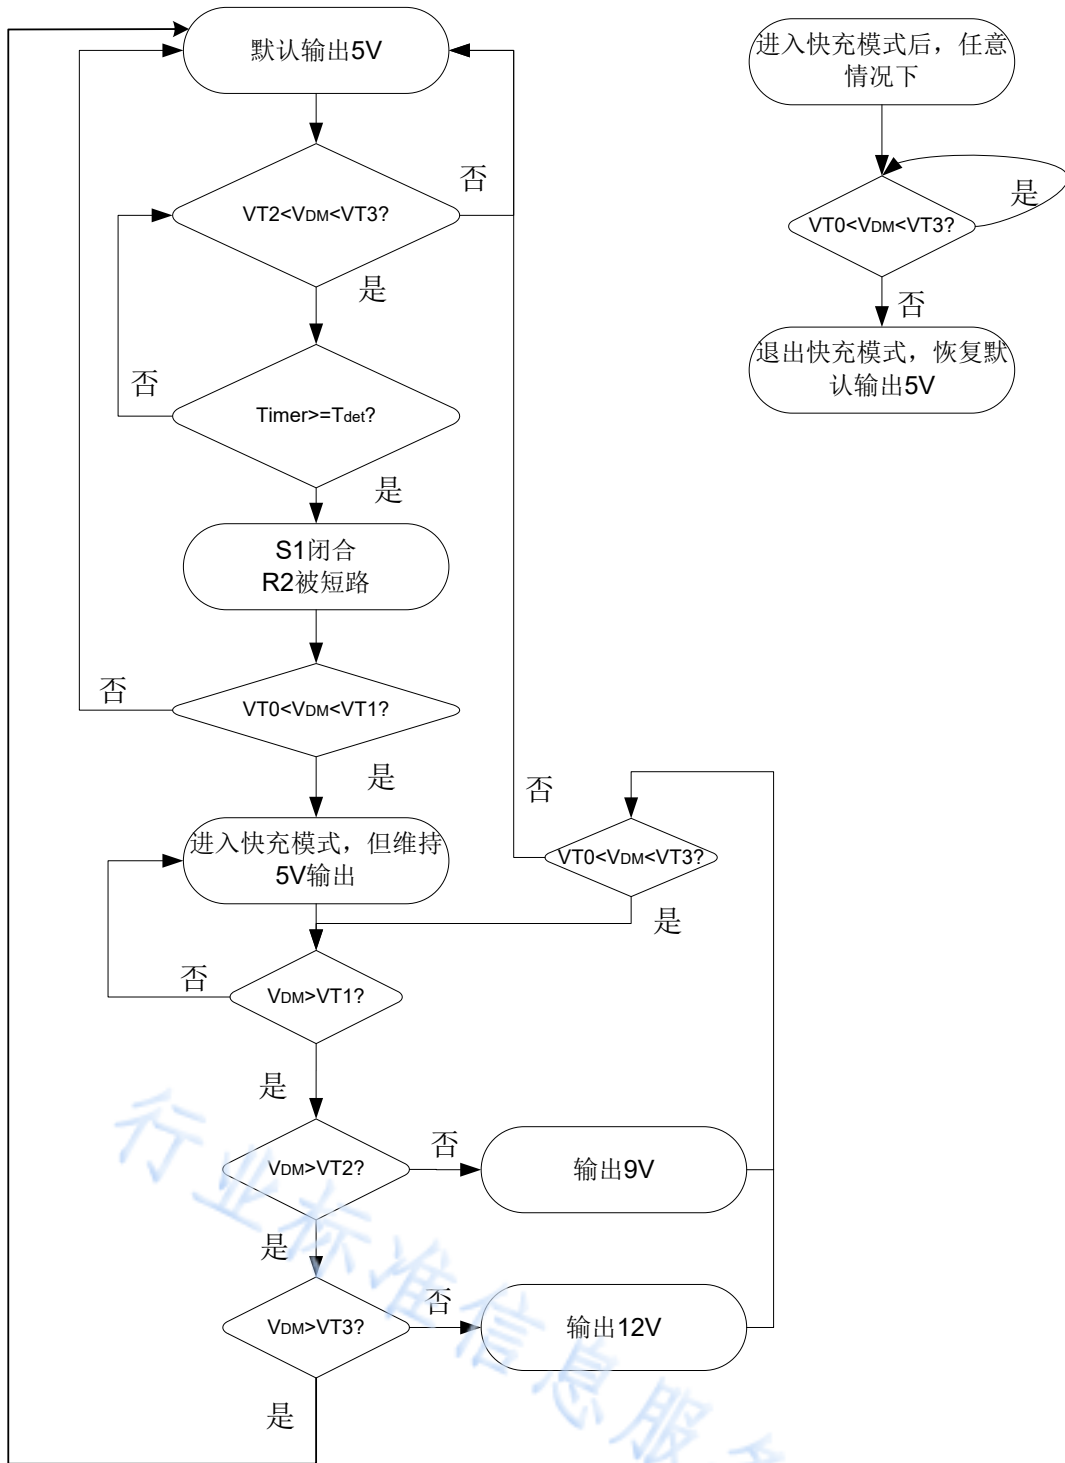 默认输出5V
VT2<VDM<VT3?
否
是
Timer>=Tdet?
否
是
S1闭合
R2被短路
VT0<VDM<VT1?
否
是
进入快充模式，但维持
5V输出
VT0<VDM<VT3?
否
是
VDM>VT1?
否
是
VDM>VT2?
否
输出9V
是
VDM>VT3?
否
输出12V
是
进入快充模式后，任意
情况下
VT0<VDM<VT3?
是
否
退出快充模式，恢复默
认输出5V
行业标准信息服